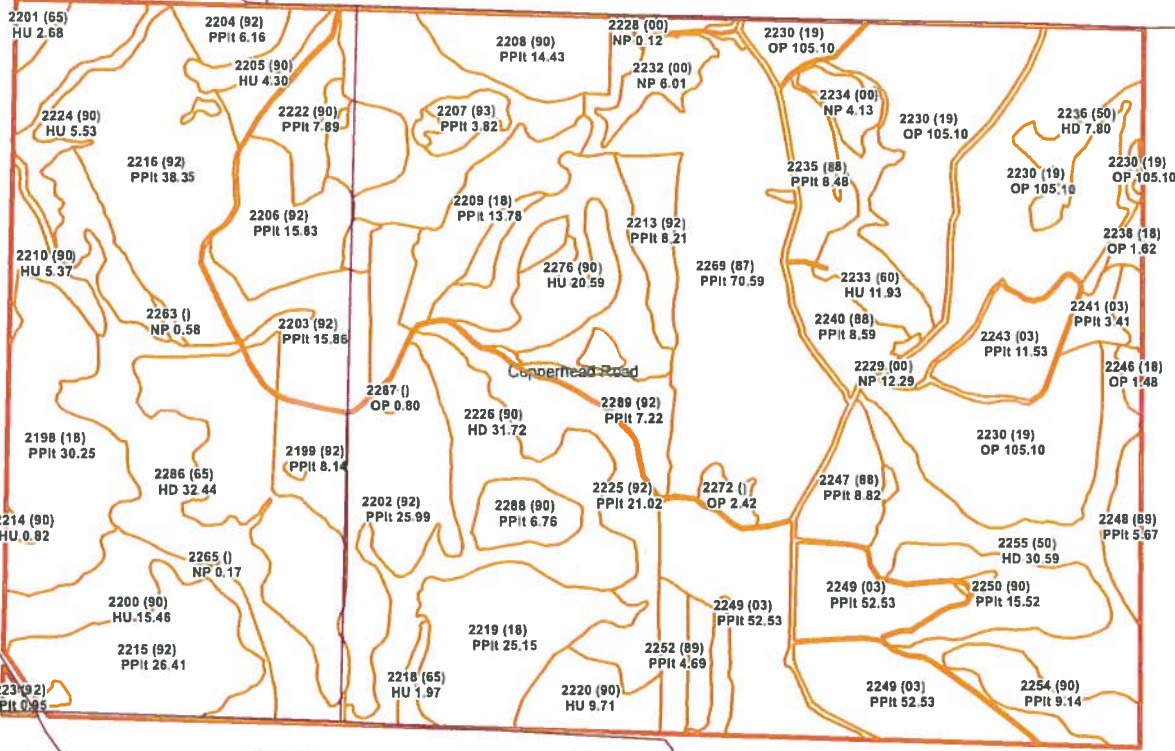 2201 (65)
HU 2.68
2204 (92)
PPlt 6.16
2228 (00)
NP 0.12
2230 (19)
OP 105.10
2208 (90)
PPlt 14.43
2205 (90)
HU 4.30
2232 (00)
NP 6.01
2234 (00)
NP 4.13
2224 (90)
HU 5.53
2222 (90)
PPlt 7.89
2207 (93)
PPlt 3.82
2230 (19)
OP 105.10
2236 (50)
HD 7.80
2216 (92)
PPlt 38.35
2235 (88)
PPlt 8.48
2230 (19)
OP 105.10
2230 (19)
OP 105.10
2206 (92)
PPlt 15.83
2209 (18)
PPlt 13.78
2213 (92)
PPlt 8.21
2238 (18)
OP 1.62
2210 (90)
HU 5.37
2276 (90)
HU 20.59
2269 (87)
PPlt 70.59
2233 (60)
HU 11.93
2263 ()
NP 0.58
2203 (92)
PPlt 15.86
2240 (88)
PPlt 8.59
2243 (03)
PPlt 11.53
2241 (03)
PPlt 3.41
Copperhead Road
2229 (00)
NP 12.29
2246 (18)
OP 1.48
2287 ()
OP 0.80
2226 (90)
HD 31.72
2289 (92)
PPlt 7.22
2198 (18)
PPlt 30.25
2286 (65)
HD 32.44
2199 (92)
PPlt 8.14
2230 (19)
OP 105.10
2202 (92)
PPlt 25.99
2288 (90)
PPlt 6.76
2225 (92)
PPlt 21.02
2272 ()
OP 2.42
2247 (88)
PPlt 8.82
2214 (90)
HU 0.82
2248 (89)
PPlt 5.67
2265 ()
NP 0.17
2255 (50)
HD 30.59
2200 (90)
HU 15.46
2249 (03)
PPlt 52.53
2249 (03)
PPlt 52.53
2250 (90)
PPlt 15.52
2215 (92)
PPlt 26.41
2219 (18)
PPlt 25.15
2252 (89)
PPlt 4.69
2218 (65)
HU 1.97
2220 (90)
HU 9.71
2249 (03)
PPlt 52.53
2254 (90)
PPlt 9.14
223 (92)
Plt 0.95